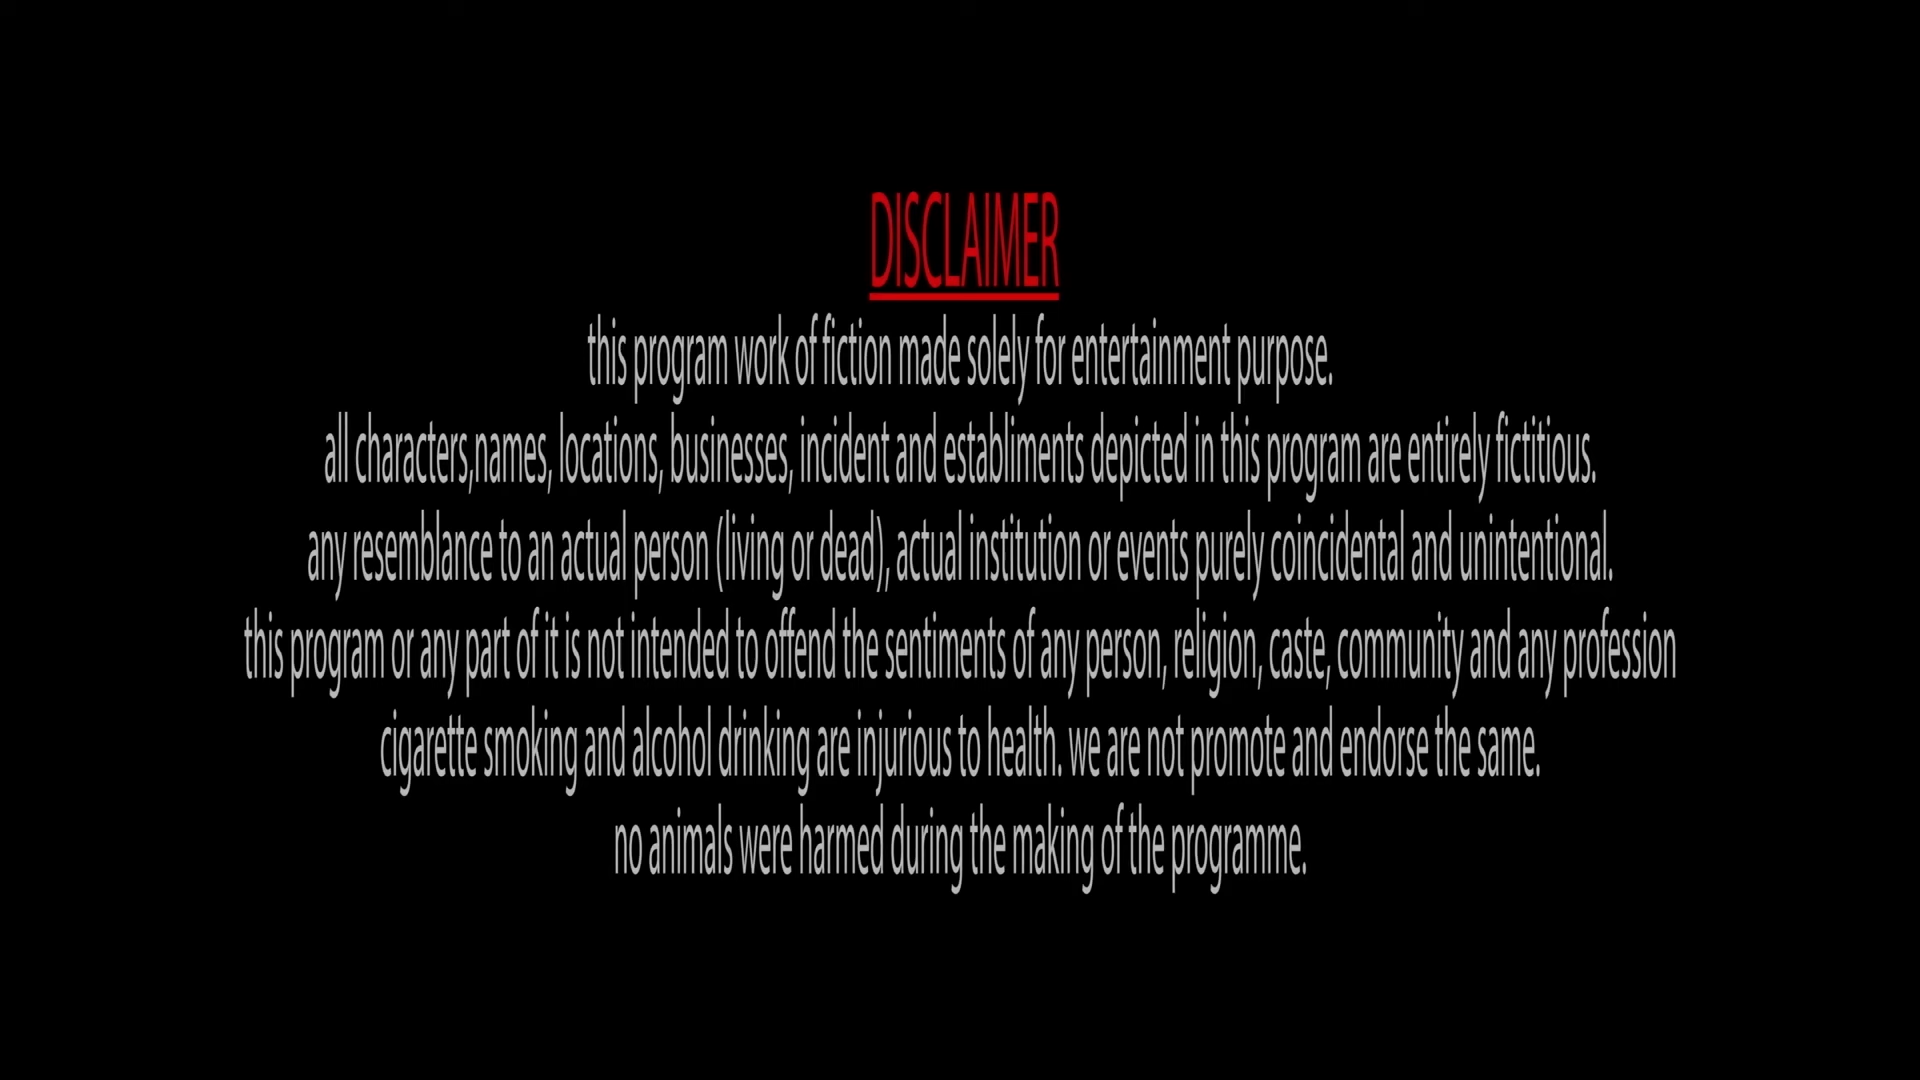 DISCLAIMER
this program work of fiction made solely for entertainment purpose.
all characters,names, locations, businesses, incident and establiments depicted in this program are entirely fictitious.
any resemblance to an actual person (living or dead), actual institution or events purely coincidental and unintentional.
this program or any part of it is not intended to offend the sentiments of any person, religion, caste, community and any profession
cigarette smoking and alcohol drinking are injurious to health. we are not promote and endorse the same.
no animals were harmed during the making of the programme.